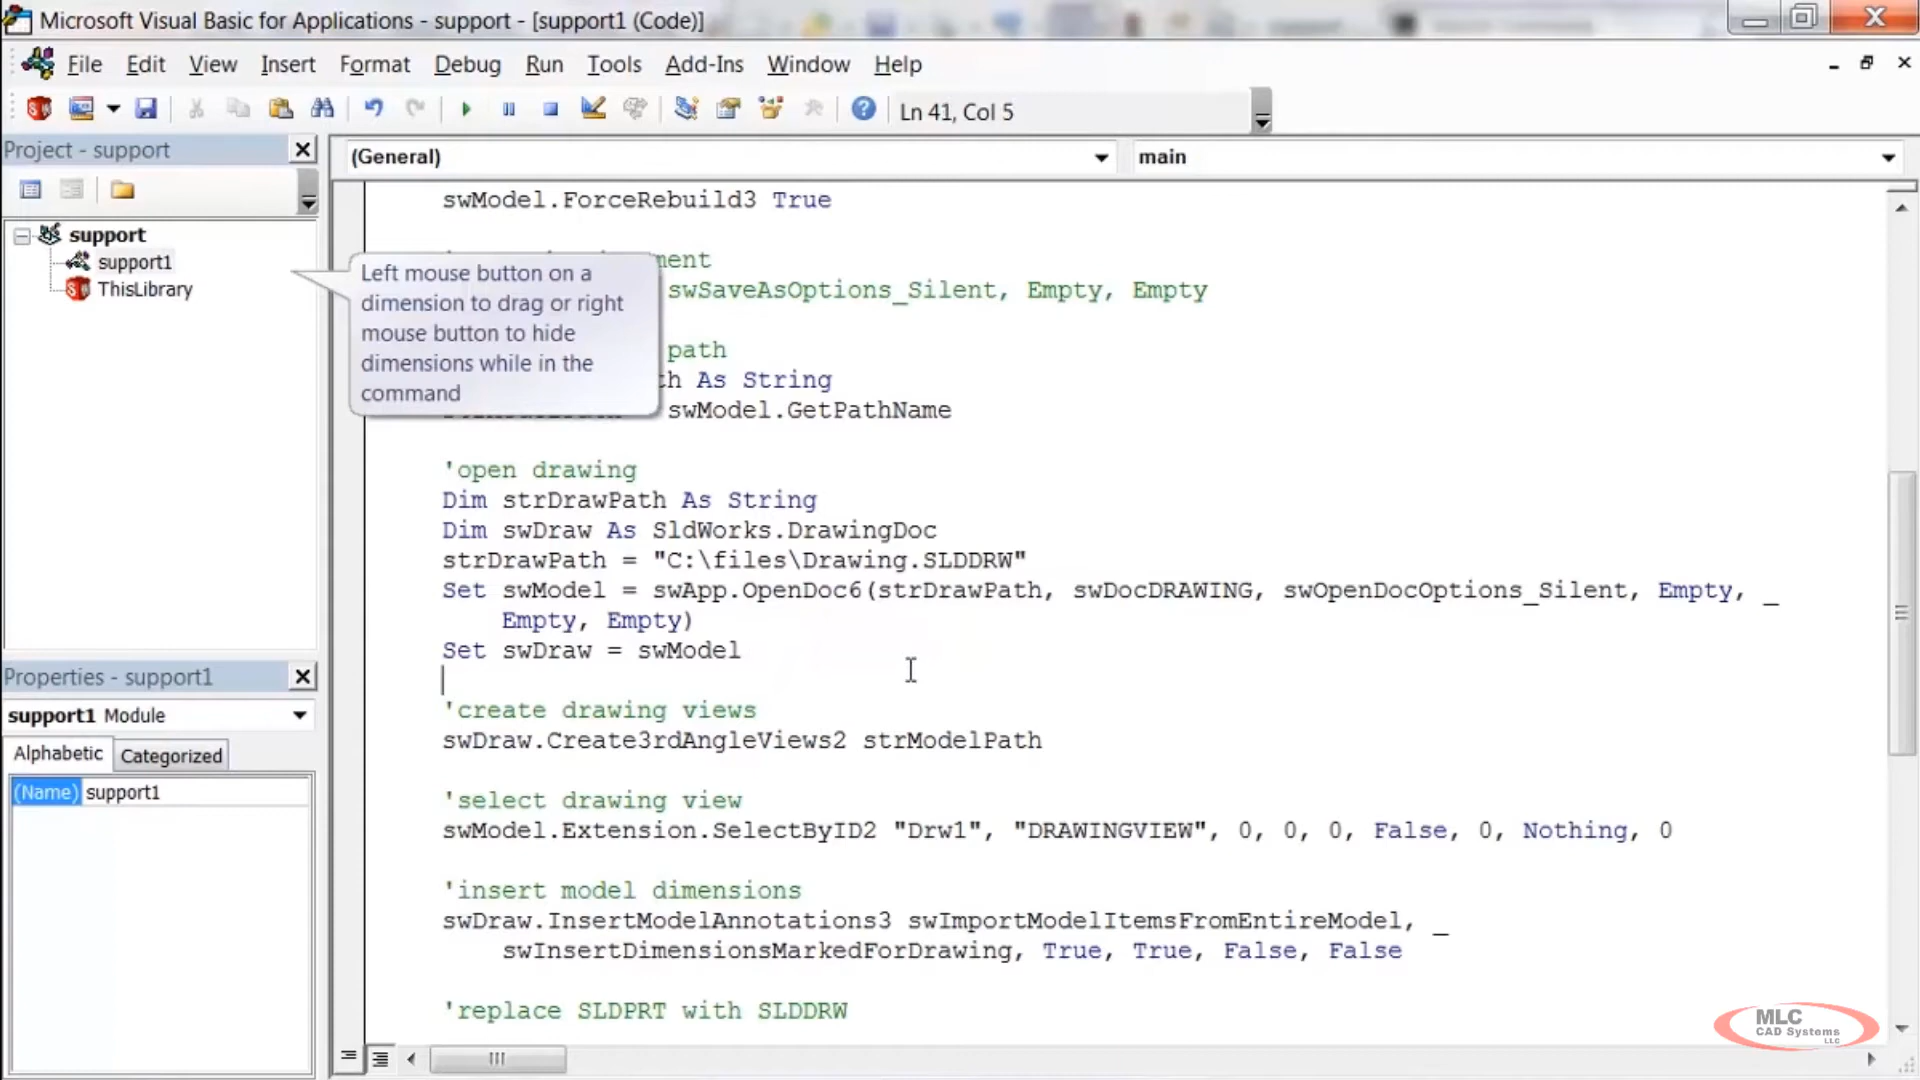 Microsoft Visual Basic for Applications - support - [support1 (Code)]
File Edit View Insert Format Debug Run Tools Add-Ins Window Help
Ln 41, Col 5
Project - support
(General)
main
support
support1
ThisLibrary
Left mouse button on a
dimension to drag or right
mouse button to hide
dimensions while in the
command
Properties - support1
support1 Module
Alphabetic Categorized
(Name) support1
swModel.ForceRebuild3 True
ment
swSaveAsOptions_Silent, Empty, Empty
path
h As String
swModel.GetPathName
'open drawing
Dim strDrawPath As String
Dim swDraw As SldWorks.DrawingDoc
strDrawPath = "C:\files\Drawing.SLDDRW"
Set swModel = swApp.OpenDoc6(strDrawPath, swDocDRAWING, swOpenDocOptions_Silent, Empty, _
Empty, Empty)
Set swDraw = swModel
'create drawing views
swDraw.Create3rdAngleViews2 strModelPath
'select drawing view
swModel.Extension.SelectByID2 "Drw1", "DRAWINGVIEW", 0, 0, 0, False, 0, Nothing, 0
'insert model dimensions
swDraw.InsertModelAnnotations3 swImportModelItemsFromEntireModel, _
swInsertDimensionsMarkedForDrawing, True, True, False, False
'replace SLDPRT with SLDDRW
MLC
CAD Systems
LLC